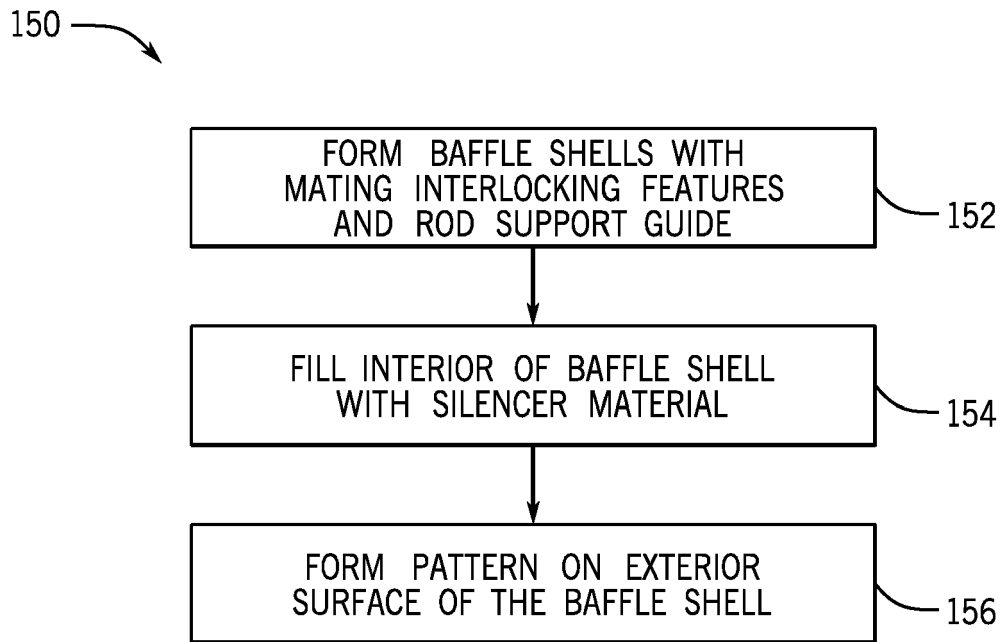 150
FORM BAFFLE SHELLS WITH
MATING INTERLOCKING FEATURES
AND ROD SUPPORT GUIDE
152
FILL INTERIOR OF BAFFLE SHELL
WITH SILENCER MATERIAL
154
FORM PATTERN ON EXTERIOR
SURFACE OF THE BAFFLE SHELL
156